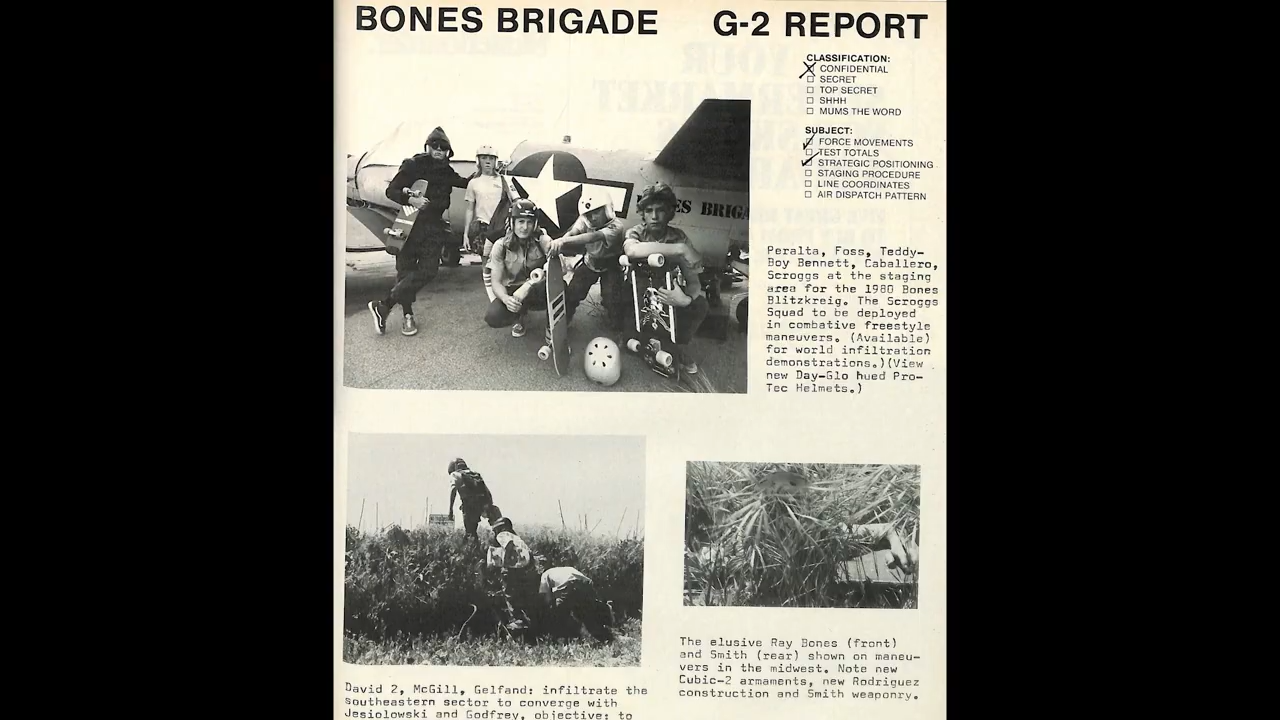 BONES BRIGADE G-2 REPORT
CLASSIFICATION:
CONFIDENTIAL
SECRET
TOP SECRET
SHHH
MUMS THE WORD
SUBJECT:
FORCE MOVEMENTS
TEST TOTALS
STRATEGIC POSITIONING
STAGING PROCEDURE
LINE COORDINATES
AIR DISPATCH PATTERN
BONES BRIGA
Peralta, Foss, Teddy-
Boy Bennett, Caballero,
Scroggs at the staging
area for the 1980 Bones
Blitzkreig. The Scroggs
Squad to be deployed
in combative freestyle
maneuvers. (Available)
for world infiltration
demonstrations.)(View
new Day-Glo hued Pro-
Tec Helmets.)
The elusive Ray Bones (front)
and Smith (rear) shown on maneu-
vers in the midwest. Note new
Cubic-2 armaments, new Rodriguez
construction and Smith weaponry.
David 2, McGill, Gelfand: infiltrate the
southeastern sector to converge with
Jesiolowski and Godfrey, objective: to